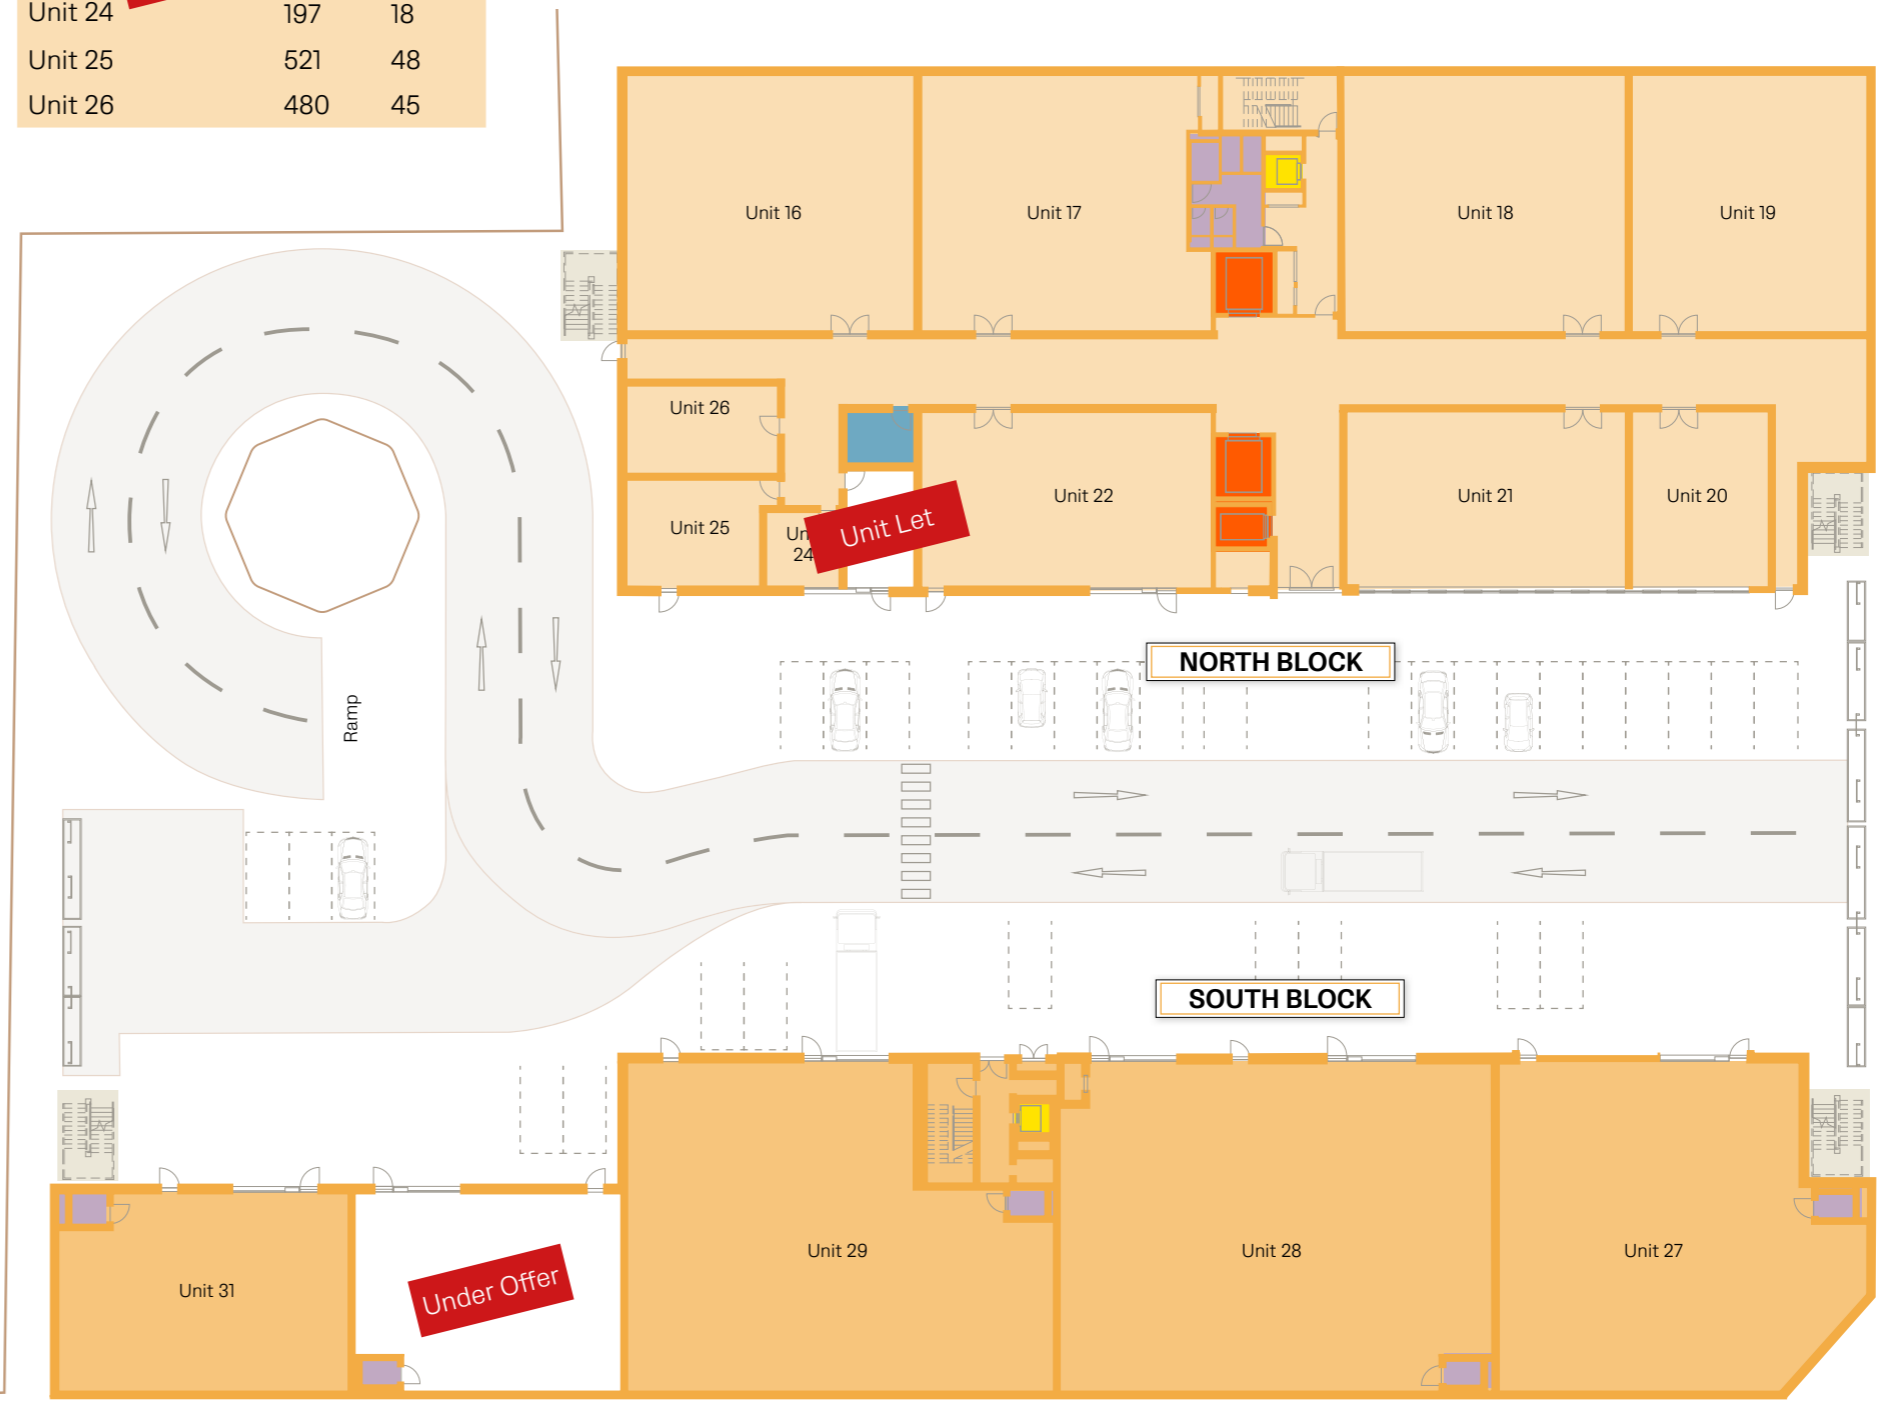 Unit 24 197 18
Unit 25 521 48
Unit 26 480 45
Unit 16
Unit 17
Unit 18
Unit 19
Unit 26
Unit 25
24
Unit Let
Unit 22
Unit 21
Unit 20
NORTH BLOCK
Ramp
SOUTH BLOCK
Unit 31
Under Offer
Unit 29
Unit 28
Unit 27